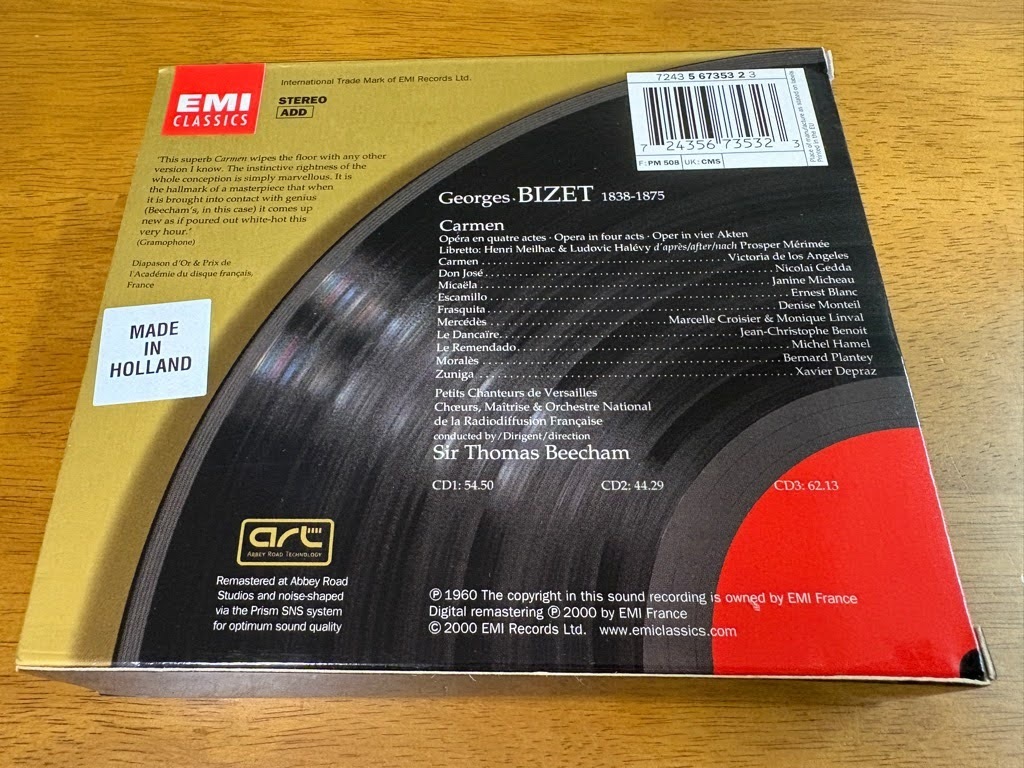 EMI
CLASSICS
International Trade Mark of EMI Records Ltd.
STEREO
ADD
7243 5 67353 2 3
7 24356 73532 3
F: PM 508 UK: CMS
Place of manufacture as stated on labels
Printed in the EU
'This superb Carmen wipes the floor with any other
version I know. The instinctive rightness of the
whole conception is simply marvellous. It is
the hallmark of a masterpiece that when
it is brought into contact with genius
(Beecham's, in this case) it comes up
new as if poured out white-hot this
very hour.'
(Gramophone)
Diapason d'Or & Prix de
l'Académie du disque français,
France
MADE
IN
HOLLAND
Georges·BIZET 1838-1875
Carmen
Opéra en quatre actes · Opera in four acts · Oper in vier Akten
Libretto: Henri Meilhac & Ludovic Halévy d'après/after/nach Prosper Mérimée
Carmen ........ Victoria de los Angeles
Don José ........ Nicolai Gedda
Micaëla ........ Janine Micheau
Escamillo ........ Ernest Blanc
Frasquita ........ Denise Monteil
Mercédès ........ Marcelle Croisier & Monique Linval
Le Dancaïre ........ Jean-Christophe Benoit
Le Remendado ........ Michel Hamel
Moralès ........ Bernard Plantey
Zuniga ........ Xavier Depraz
Petits Chanteurs de Versailles
Chœurs, Maîtrise & Orchestre National
de la Radiodiffusion Française
conducted by/Dirigent/direction
Sir Thomas Beecham
CD1: 54.50 CD2: 44.29 CD3: 62.13
art
ABBEY ROAD TECHNOLOGY
Remastered at Abbey Road
Studios and noise-shaped
via the Prism SNS system
for optimum sound quality
℗ 1960 The copyright in this sound recording is owned by EMI France
Digital remastering ℗ 2000 by EMI France
© 2000 EMI Records Ltd. www.emiclassics.com